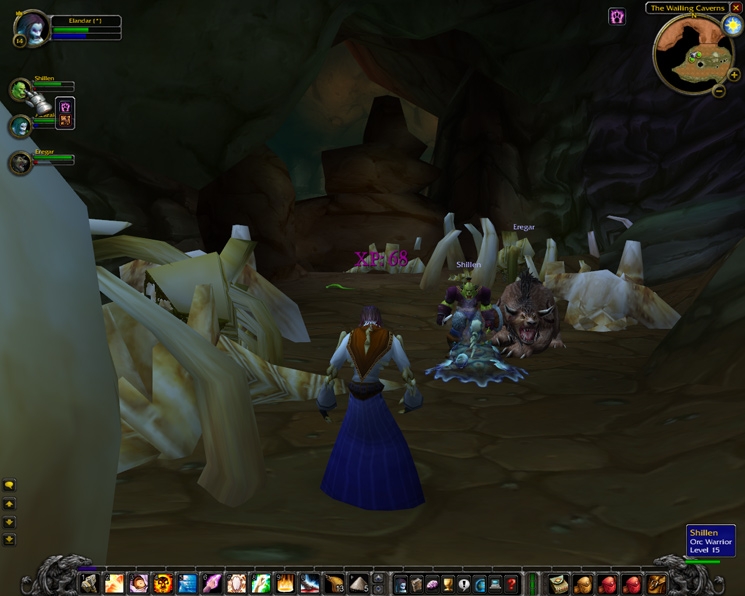 Elandar (*)
The Wailing Caverns
N
14
Shillen
Eregar
Eregar
Shillen
XP: 68
Shillen
Orc Warrior
Level 15
13
5